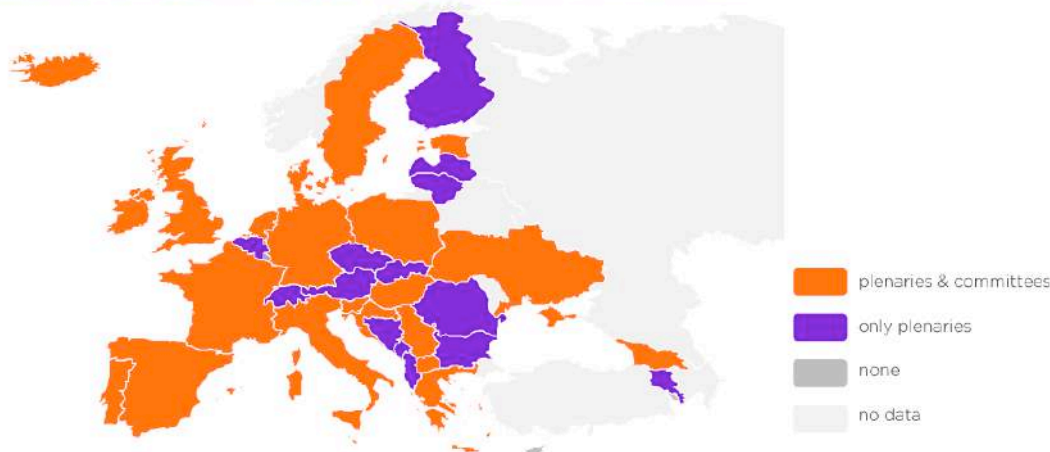 plenaries & committees
only plenaries
none
no data